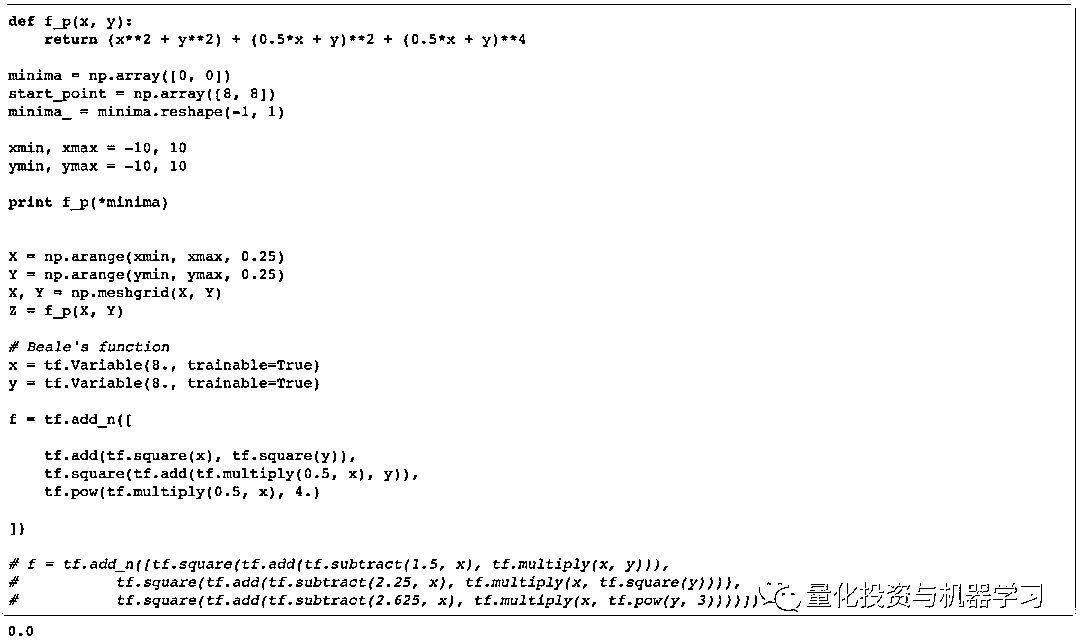 def f_p(x, y):
    return (x**2 + y**2) + (0.5*x + y)**2 + (0.5*x + y)**4
minima = np.array([0, 0])
start_point = np.array([8, 8])
minima_ = minima.reshape(-1, 1)
xmin, xmax = -10, 10
ymin, ymax = -10, 10
print f_p(*minima)
X = np.arange(xmin, xmax, 0.25)
Y = np.arange(ymin, ymax, 0.25)
X, Y = np.meshgrid(X, Y)
Z = f_p(X, Y)
# Beale's function
x = tf.Variable(8., trainable=True)
y = tf.Variable(8., trainable=True)
f = tf.add_n([
    tf.add(tf.square(x), tf.square(y)),
    tf.square(tf.add(tf.multiply(0.5, x), y)),
    tf.pow(tf.multiply(0.5, x), 4.)
])
# f = tf.add_n([tf.square(tf.add(tf.subtract(1.5, x), tf.multiply(x, y))),
#           tf.square(tf.add(tf.subtract(2.25, x), tf.multiply(x, tf.square(y)))),
#           tf.square(tf.add(tf.subtract(2.625, x), tf.multiply(x, tf.pow(y, 3))))])
量化投资与机器学习
0.0